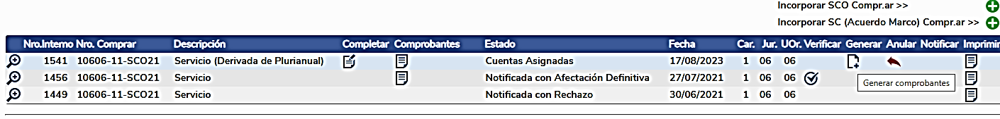 Incorporar SCO Compr.ar >>
Incorporar SC (Acuerdo Marco) Compr.ar >>
Nro.Interno Nro. Comprar Descripción Completar Comprobantes Estado Fecha Car. Jur. UOr. Verificar Generar Anular Notificar Imprimir
1541 10606-11-SCO21 Servicio (Derivada de Plurianual) Cuentas Asignadas 17/08/2023 1 06 06
1456 10606-11-SCO21 Servicio Notificada con Afectación Definitiva 27/07/2021 1 06 06
Generar comprobantes
1449 10606-11-SCO21 Servicio Notificada con Rechazo 30/06/2021 1 06 06